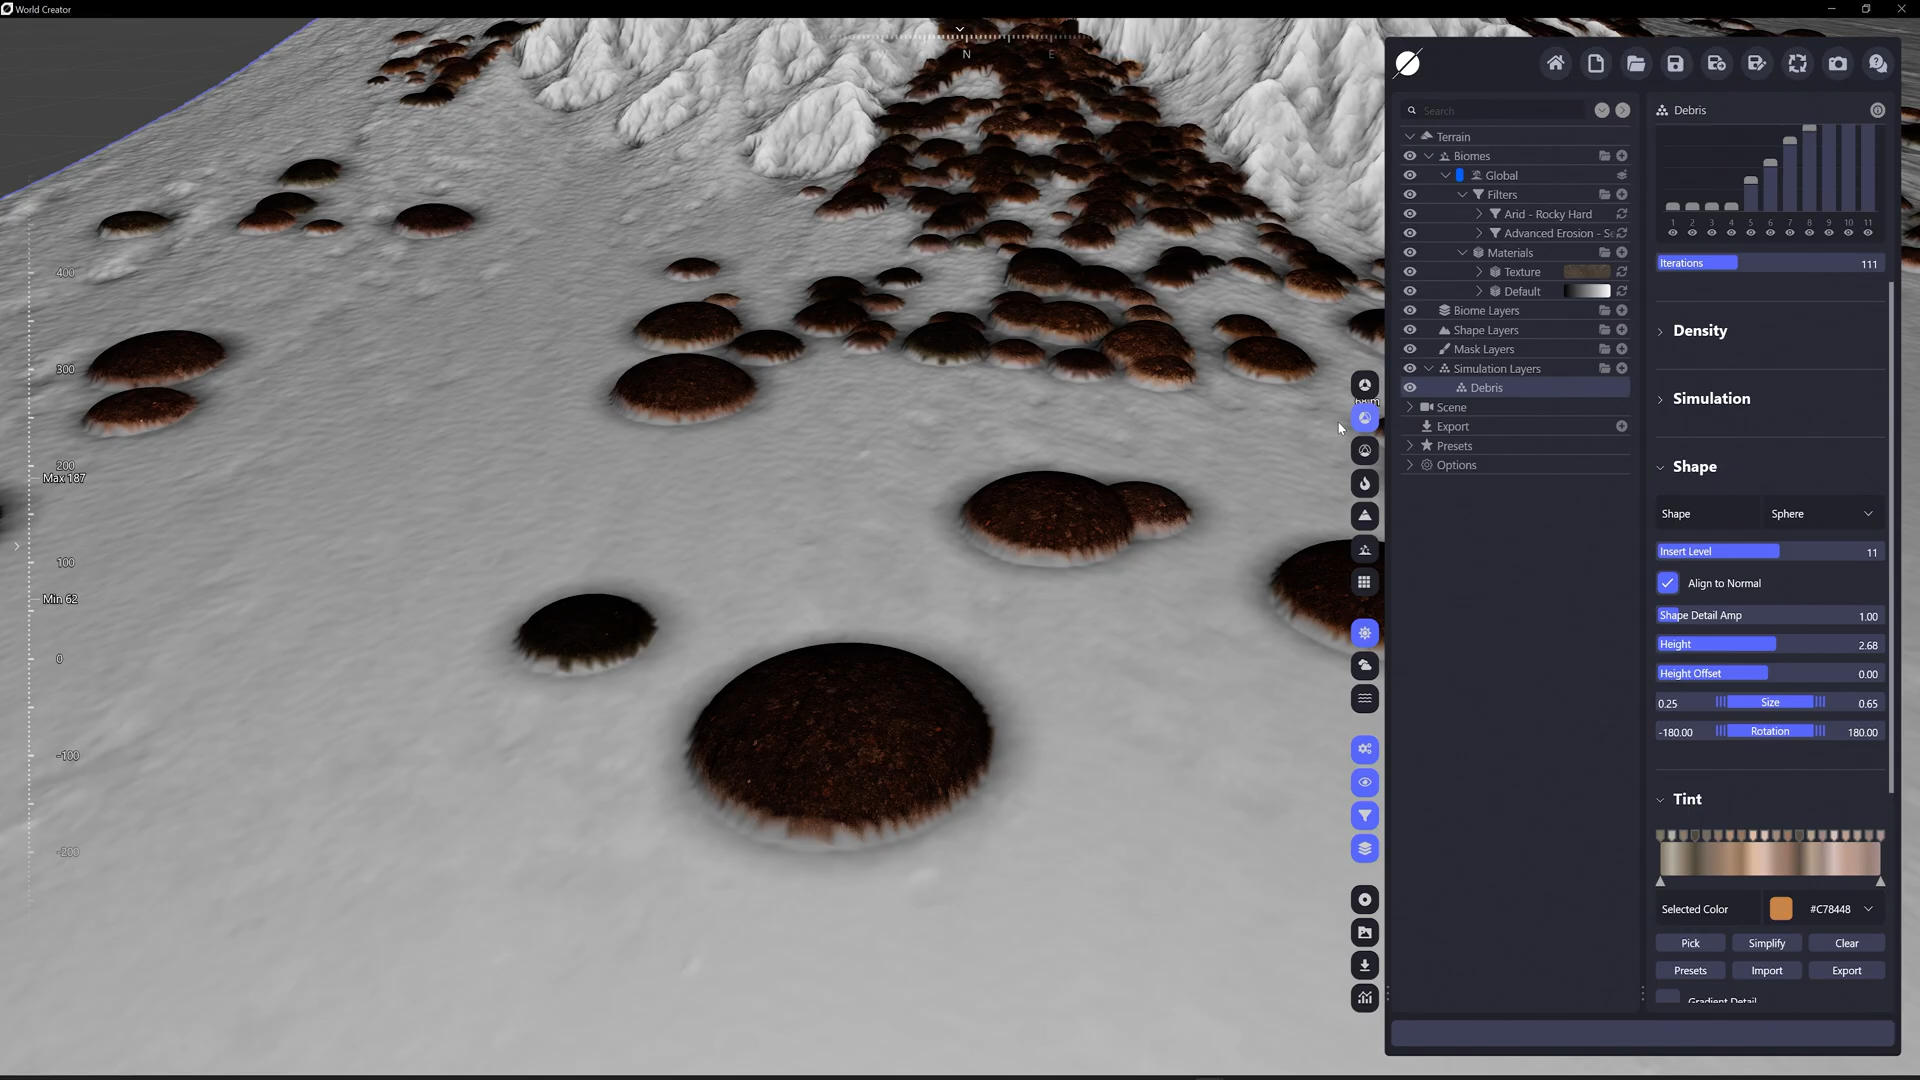 World Creator
N
E
400
300
200
Max 187
100
Min 62
0
-100
-200
Search
Terrain
Biomes
Global
Filters
Arid - Rocky Hard
Advanced Erosion - S
Materials
Texture
Default
Biome Layers
Shape Layers
Mask Layers
Simulation Layers
Debris
Scene
Export
Presets
Options
Debris
1 2 3 4 5 6 7 8 9 10 11
Iterations 111
Density
Simulation
Shape
Shape Sphere
Insert Level 11
Align to Normal
Shape Detail Amp 1.00
Height 2.68
Height Offset 0.00
0.25 Size 0.65
-180.00 Rotation 180.00
Tint
Selected Color #C78448
Pick Simplify Clear
Presets Import Export
Gradient Detail